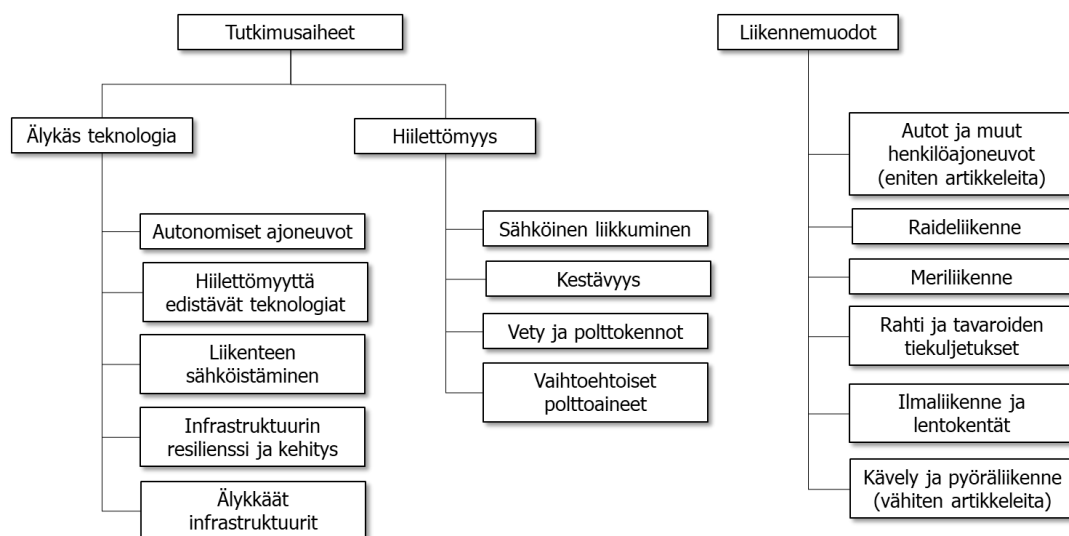 Tutkimusaiheet
Älykäs teknologia
Autonomiset ajoneuvot
Hiilettömyyttä
edistävät teknologiat
Liikenteen
sähköistäminen
Infrastruktuurin
resilienssi ja kehitys
Älykkäät
infrastruktuurit
Hiilettömyys
Sähköinen liikkuminen
Kestävyys
Vety ja polttokennot
Vaihtoehtoiset
polttoaineet
Liikennemuodot
Autot ja muut
henkilöajoneuvot
(eniten artikkeleita)
Raideliikenne
Meriliikenne
Rahti ja tavaroiden
tiekuljetukset
Ilmaliikenne ja
lentokentät
Kävely ja pyöräliikenne
(vähiten artikkeleita)